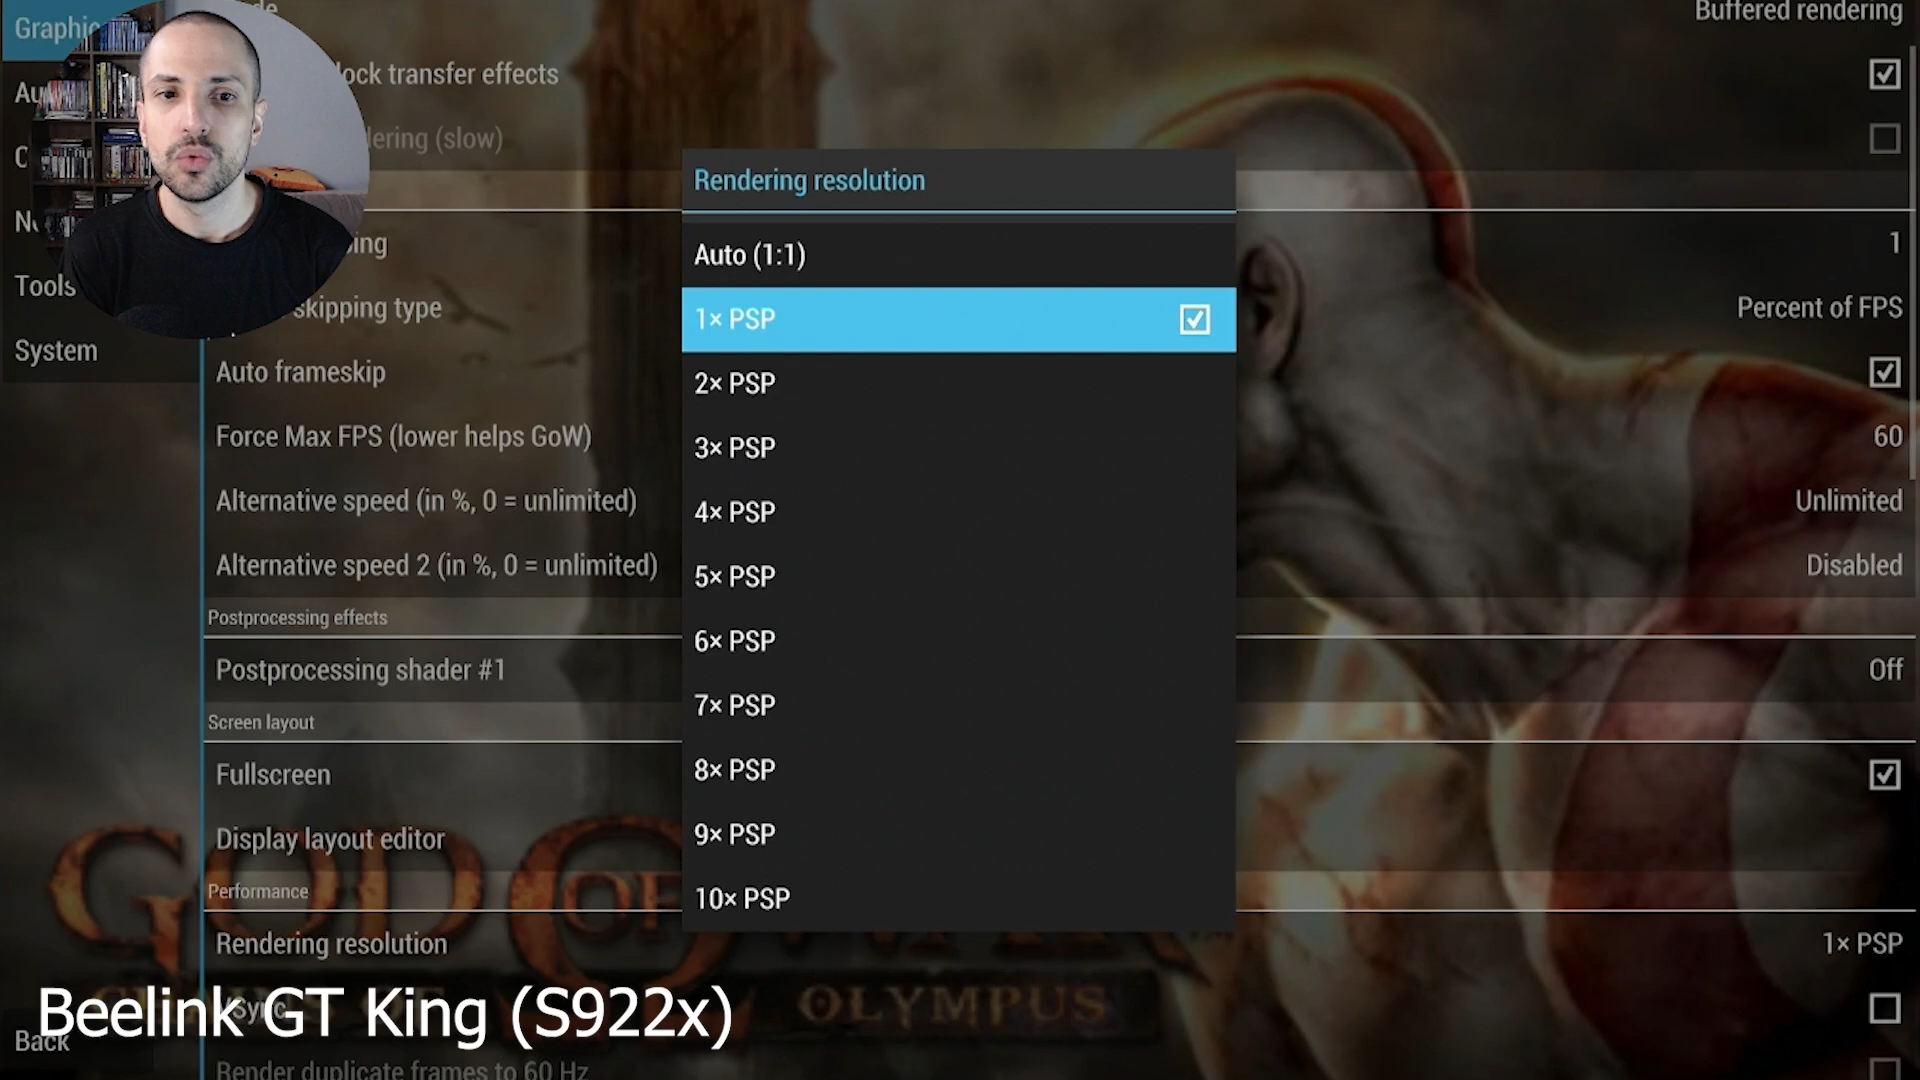 Graphic
Buffered rendering
lock transfer effects
dering (slow)
Rendering resolution
Auto (1:1)
1× PSP
2× PSP
3× PSP
4× PSP
5× PSP
6× PSP
7× PSP
8× PSP
9× PSP
10× PSP
Tools
System
1
skipping type
Percent of FPS
Auto frameskip
Force Max FPS (lower helps GoW)
60
Alternative speed (in %, 0 = unlimited)
Unlimited
Alternative speed 2 (in %, 0 = unlimited)
Disabled
Postprocessing effects
Postprocessing shader #1
Off
Screen layout
Fullscreen
Display layout editor
Performance
Rendering resolution
1× PSP
GOD OF
OLYMPUS
Beelink GT King (S922x)
Back
Render duplicate frames to 60 Hz